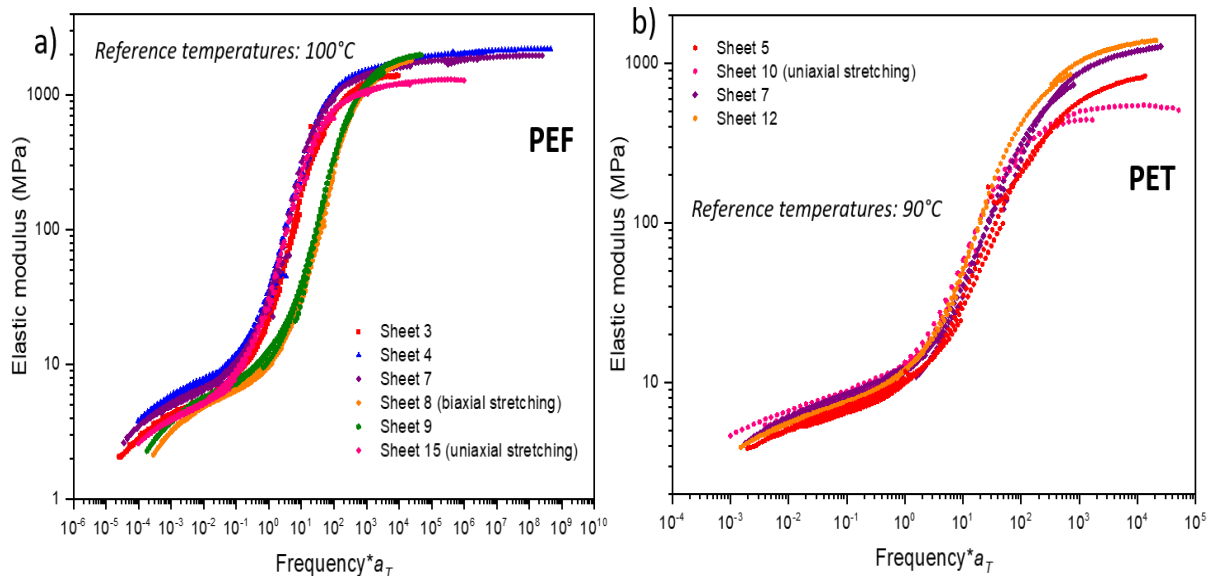 a)
Reference temperatures: 100°C
PEF
Elastic modulus (MPa)
1000
100
10
1
Sheet 3
Sheet 4
Sheet 7
Sheet 8 (biaxial stretching)
Sheet 9
Sheet 15 (uniaxial stretching)
10⁻⁶ 10⁻⁵ 10⁻⁴ 10⁻³ 10⁻² 10⁻¹ 10⁰ 10¹ 10² 10³ 10⁴ 10⁵ 10⁶ 10⁷ 10⁸ 10⁹ 10¹⁰
Frequency*a_T
b)
Sheet 5
Sheet 10 (uniaxial stretching)
Sheet 7
Sheet 12
PET
Reference temperatures: 90°C
Elastic modulus (MPa)
1000
100
10
10⁻⁴ 10⁻³ 10⁻² 10⁻¹ 10⁰ 10¹ 10² 10³ 10⁴ 10⁵
Frequency*a_T